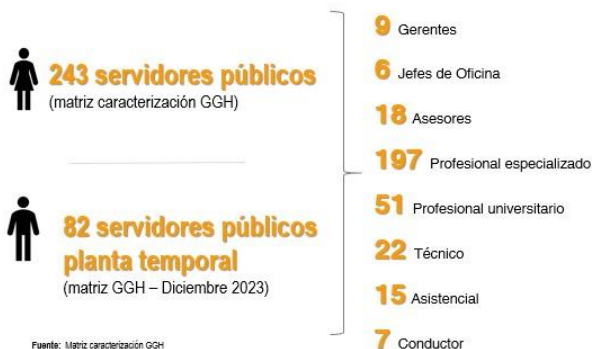 243 servidores públicos
(matriz caracterización GGH)
82 servidores públicos
planta temporal
(matriz GGH – Diciembre 2023)
Fuente: Matriz caracterización GGH
9 Gerentes
6 Jefes de Oficina
18 Asesores
197 Profesional especializado
51 Profesional universitario
22 Técnico
15 Asistencial
7 Conductor